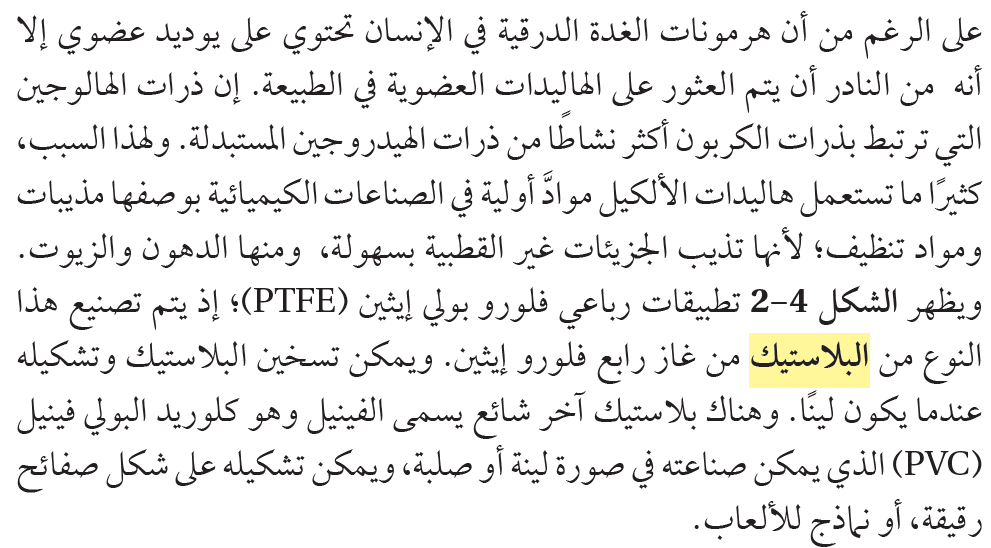 على الرغم من أن هرمونات الغدة الدرقية في الإنسان تحتوي على يوديد عضوي إلا
أنه من النادر أن يتم العثور على الهاليدات العضوية في الطبيعة. إن ذرات الهالوجين
التي ترتبط بذرات الكربون أكثر نشاطًا من ذرات الهيدروجين المستبدلة. ولهذا السبب،
كثيرًا ما تستعمل هاليدات الألكيل موادَّ أولية في الصناعات الكيميائية بوصفها مذيبات
ومواد تنظيف؛ لأنها تذيب الجزيئات غير القطبية بسهولة، ومنها الدهون والزيوت.
ويظهر الشكل 4-2 تطبيقات رباعي فلورو بولي إيثين (PTFE)؛ إذ يتم تصنيع هذا
النوع من البلاستيك من غاز رابع فلورو إيثين. ويمكن تسخين البلاستيك وتشكيله
عندما يكون لينًا. وهناك بلاستيك آخر شائع يسمى الفينيل وهو كلوريد البولي فينيل
(PVC) الذي يمكن صناعته في صورة لينة أو صلبة، ويمكن تشكيله على شكل صفائح
رقيقة، أو نماذج للألعاب.